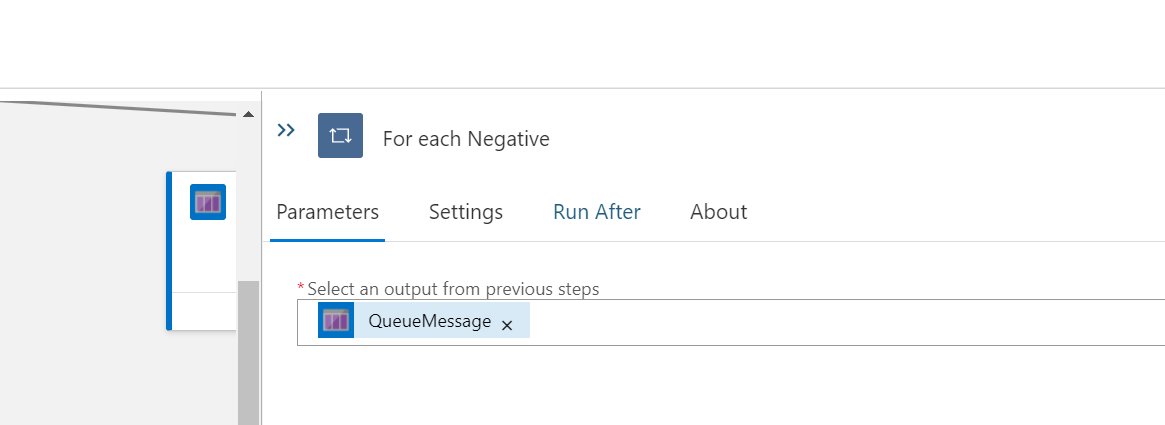 For each Negative
Parameters Settings Run After About
* Select an output from previous steps
QueueMessage ×